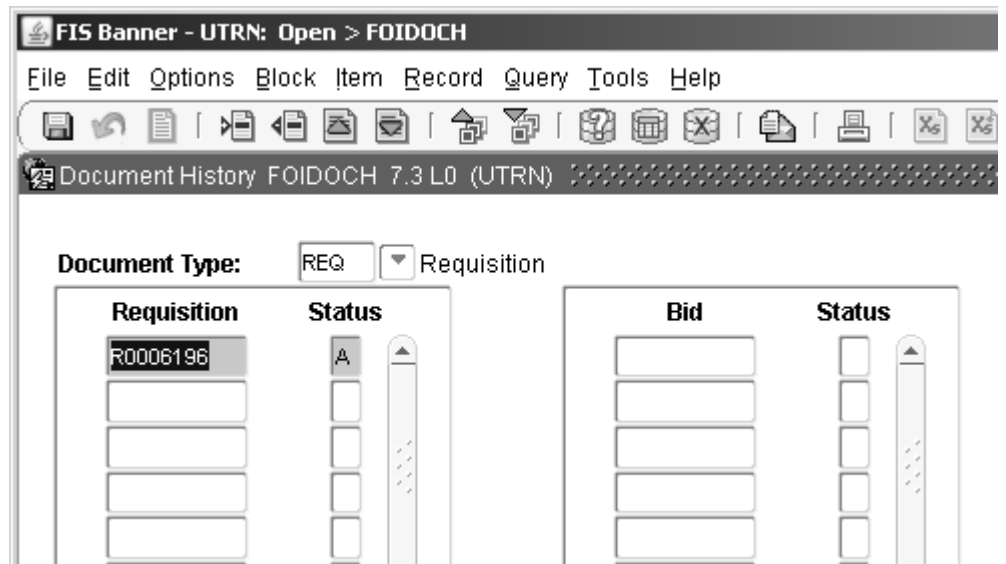 FIS Banner - UTRN: Open > FOIDOCH
File Edit Options Block Item Record Query Tools Help
Document History FOIDOCH 7.3 L0 (UTRN)
Document Type: REQ Requisition
Requisition Status Bid Status
R0006196 A